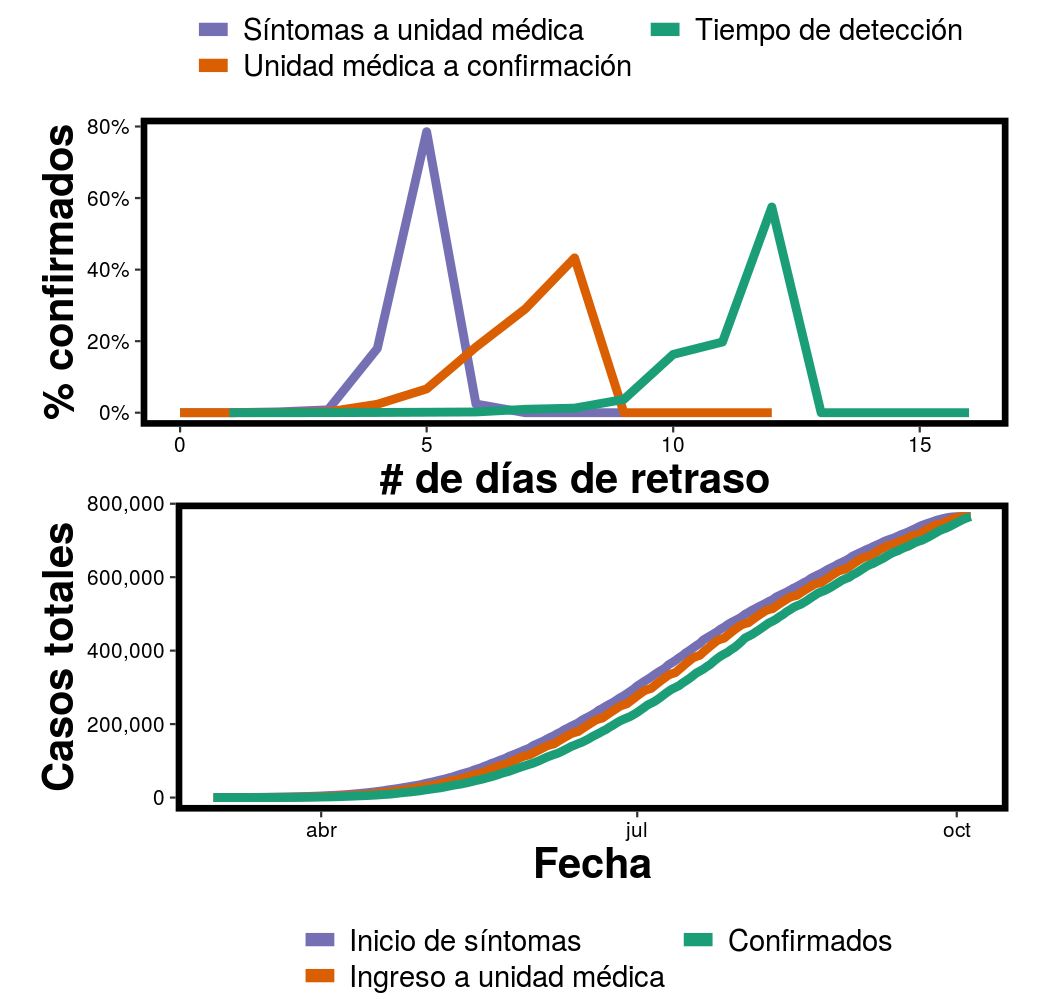 Síntomas a unidad médica
Tiempo de detección
Unidad médica a confirmación
% confirmados
80%
60%
40%
20%
0%
0
5
10
15
# de días de retraso
Casos totales
800,000
600,000
400,000
200,000
0
abr
jul
oct
Fecha
Inicio de síntomas
Confirmados
Ingreso a unidad médica